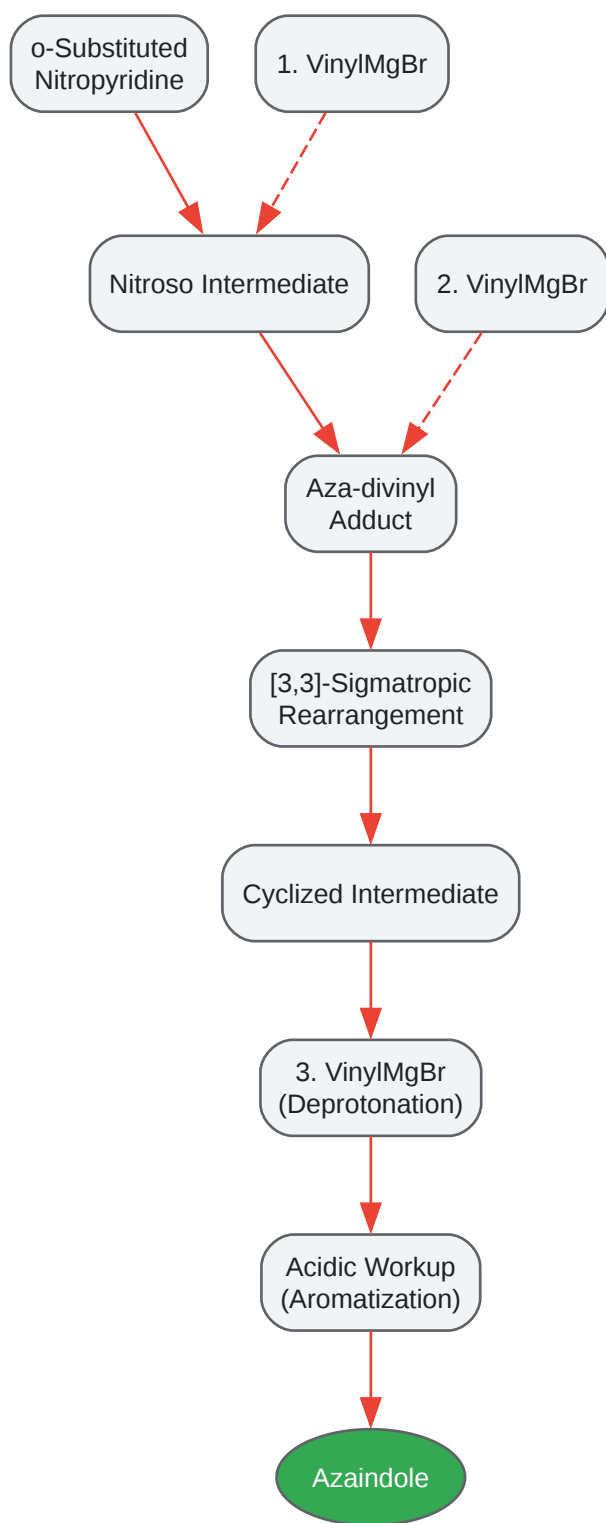 o-Substituted
Nitropyridine
1. VinylMgBr
Nitroso Intermediate
2. VinylMgBr
Aza-divinyl
Adduct
[3,3]-Sigmatropic
Rearrangement
Cyclized Intermediate
3. VinylMgBr
(Deprotonation)
Acidic Workup
(Aromatization)
Azaindole